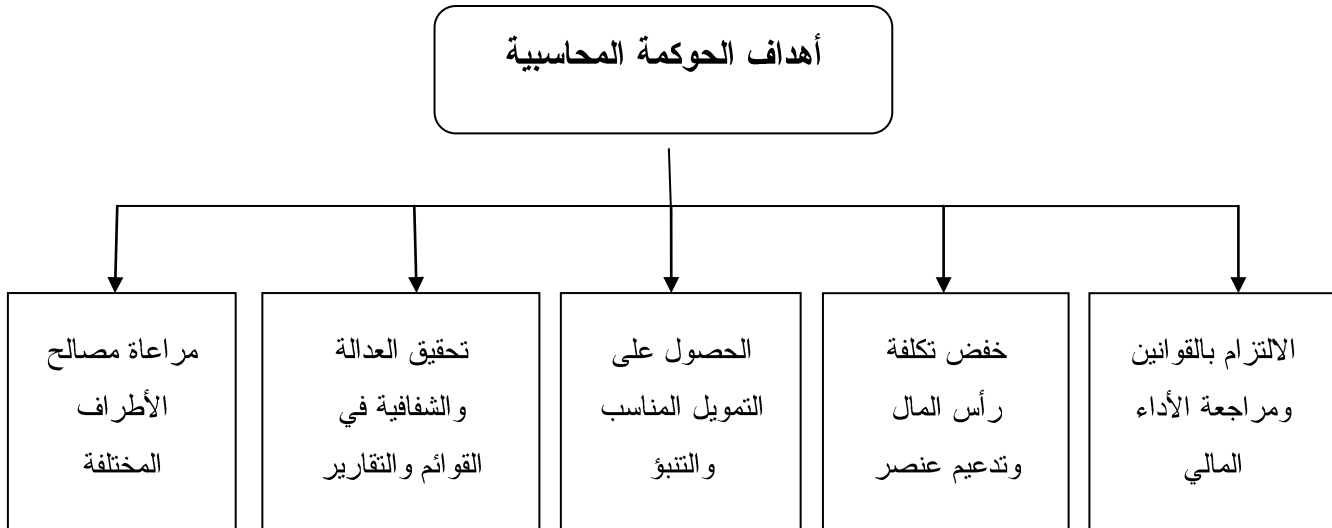 أهداف الحوكمة المحاسبية
الالتزام بالقوانين
ومراجعة الأداء
المالي
خفض تكلفة
رأس المال
وتدعيم عنصر
الحصول على
التمويل المناسب
والتنبؤ
تحقيق العدالة
والشفافية في
القوائم والتقارير
مراعاة مصالح
الأطراف
المختلفة